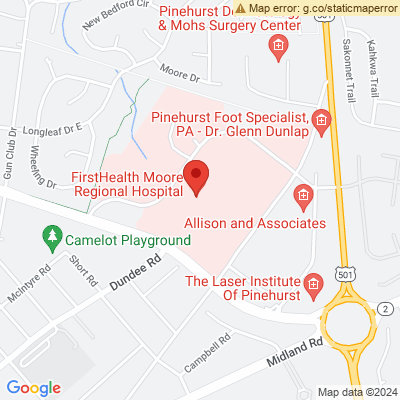 New Bedford Cir
Pinehurst De
gy
& Mohs Surgery Center
A Map error: g.co/staticmaperror
501
Sakonnet Trail
Kahkwa Trail
Moore Dr
Pinehurst Foot Specialist,
PA - Dr. Glenn Dunlap
Longleaf Dr E
Gun Club Dr
Wheeling Dr
FirstHealth Moore
Regional Hospital
Allison and Associates
Camelot Playground
McIntyre Rd
Short Rd
Dundee Rd
The Laser Institute
Of Pinehurst
501
2
Campbell Rd
Midland Rd
Google
Map data ©2024